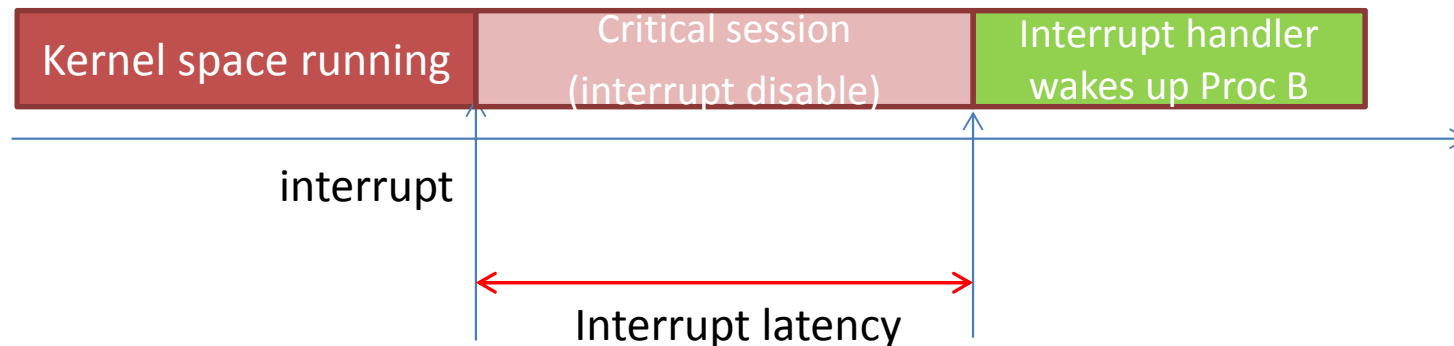 Kernel space running
Critical session
(interrupt disable)
Interrupt handler
wakes up Proc B
interrupt
Interrupt latency